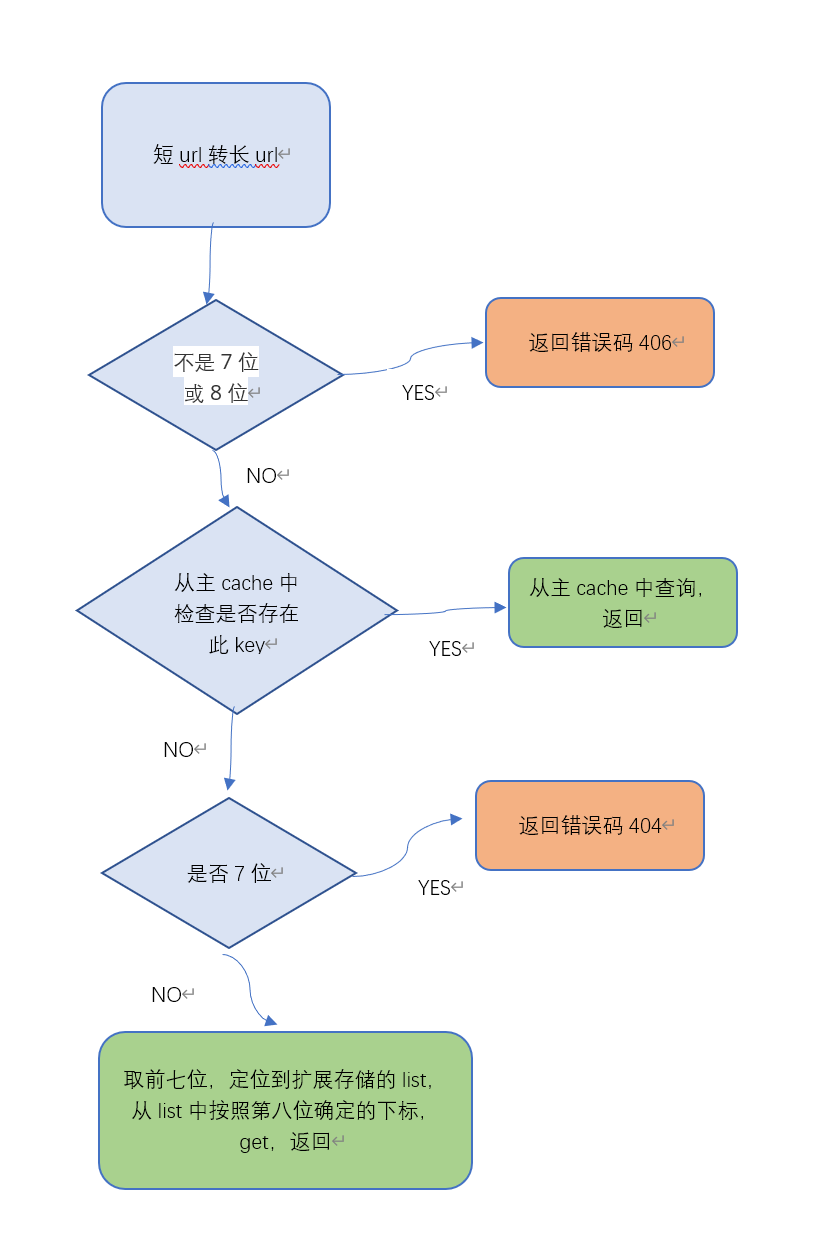 短 url 转长 url
不是 7 位
或 8 位
返回错误码 406
YES
NO
从主 cache 中
检查是否存在
此 key
从主 cache 中查询，
返回
YES
NO
是否 7 位
返回错误码 404
YES
NO
取前七位，定位到扩展存储的 list，
从 list 中按照第八位确定的下标，
get，返回